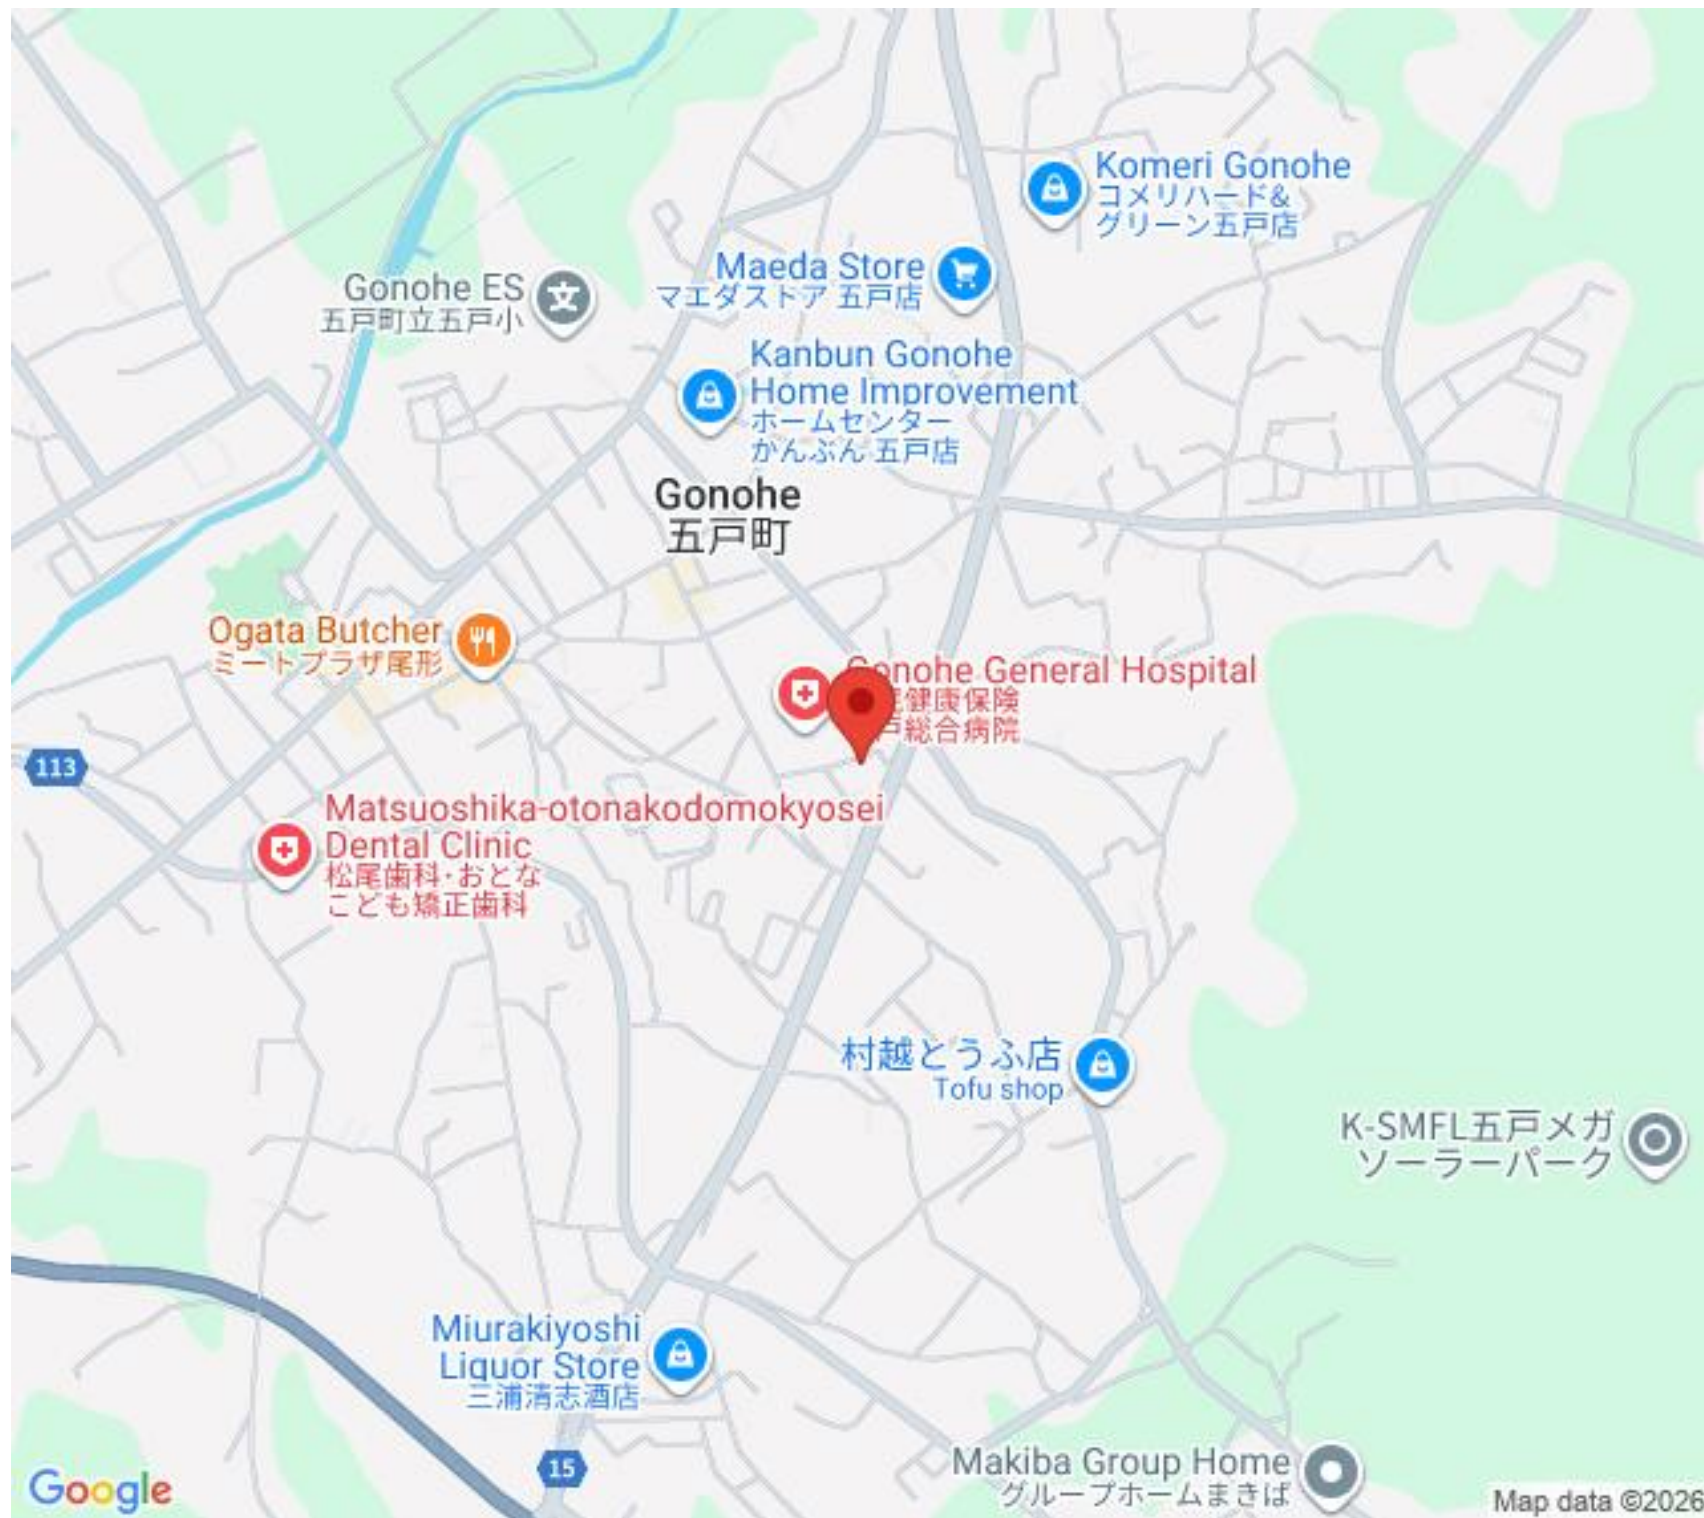 Komeri Gonohe
コメリハード&
グリーン五戸店
Maeda Store
マエダストア 五戸店
Gonohe ES
五戸町立五戸小
Kanbun Gonohe
Home Improvement
ホームセンター
かんぶん 五戸店
Gonohe
五戸町
Ogata Butcher
ミートプラザ尾形
Gonohe General Hospital
健康保険
戸総合病院
113
Matsuoshika-otonakodomokyosei
Dental Clinic
松尾歯科・おとな
こども矯正歯科
村越とうふ店
Tofu shop
K-SMFL五戸メガ
ソーラーパーク
Miurakiyoshi
Liquor Store
三浦清志酒店
15
Makiba Group Home
グループホームまきば
Google
Map data ©2026